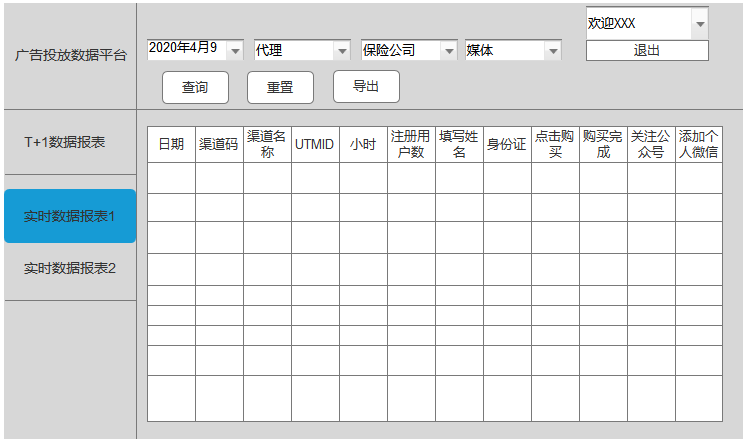 欢迎XXX
退出
广告投放数据平台
2020年4月9
代理
保险公司
媒体
查询
重置
导出
T+1数据报表
实时数据报表1
实时数据报表2
日期
渠道码
渠道名
称
UTMID
小时
注册用
户数
填写姓
名
身份证
点击购
买
购买完
成
关注公
众号
添加个
人微信